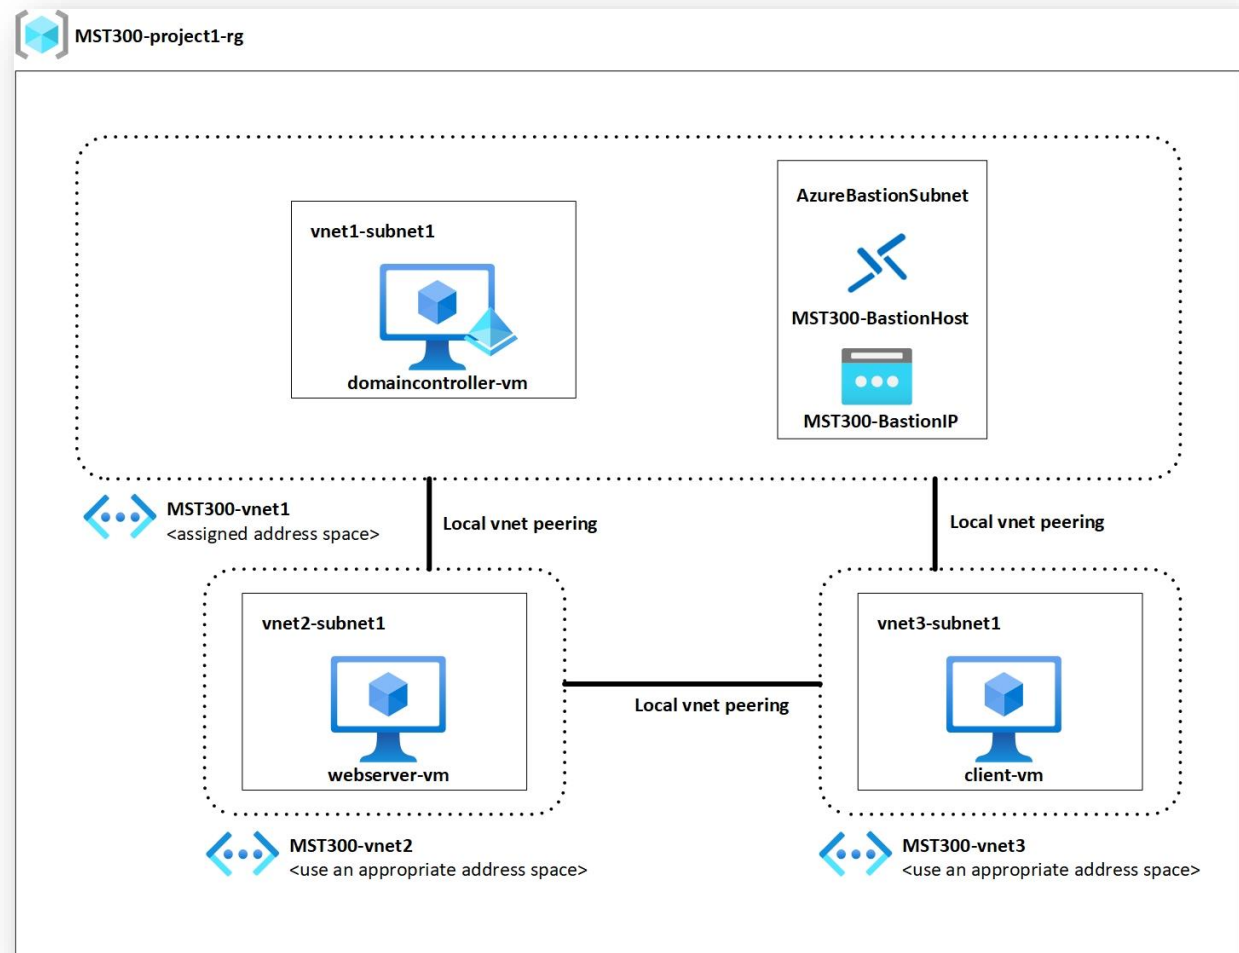 MST300-project1-rg
vnet1-subnet1
domaincontroller-vm
AzureBastionSubnet
MST300-BastionHost
MST300-BastionIP
MST300-vnet1
<assigned address space>
Local vnet peering
Local vnet peering
vnet2-subnet1
webserver-vm
Local vnet peering
vnet3-subnet1
client-vm
MST300-vnet2
<use an appropriate address space>
MST300-vnet3
<use an appropriate address space>